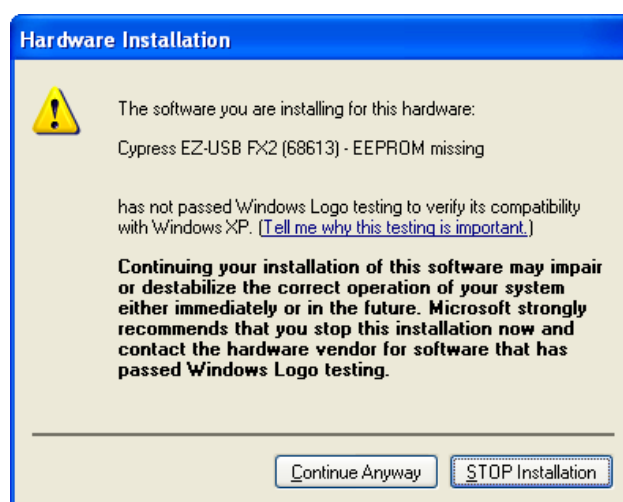 Hardware Installation
The software you are installing for this hardware:
Cypress EZ-USB FX2 (68613) - EEPROM missing
has not passed Windows Logo testing to verify its compatibility
with Windows XP. (Tell me why this testing is important.)
Continuing your installation of this software may impair
or destabilize the correct operation of your system
either immediately or in the future. Microsoft strongly
recommends that you stop this installation now and
contact the hardware vendor for software that has
passed Windows Logo testing.
Continue Anyway
STOP Installation